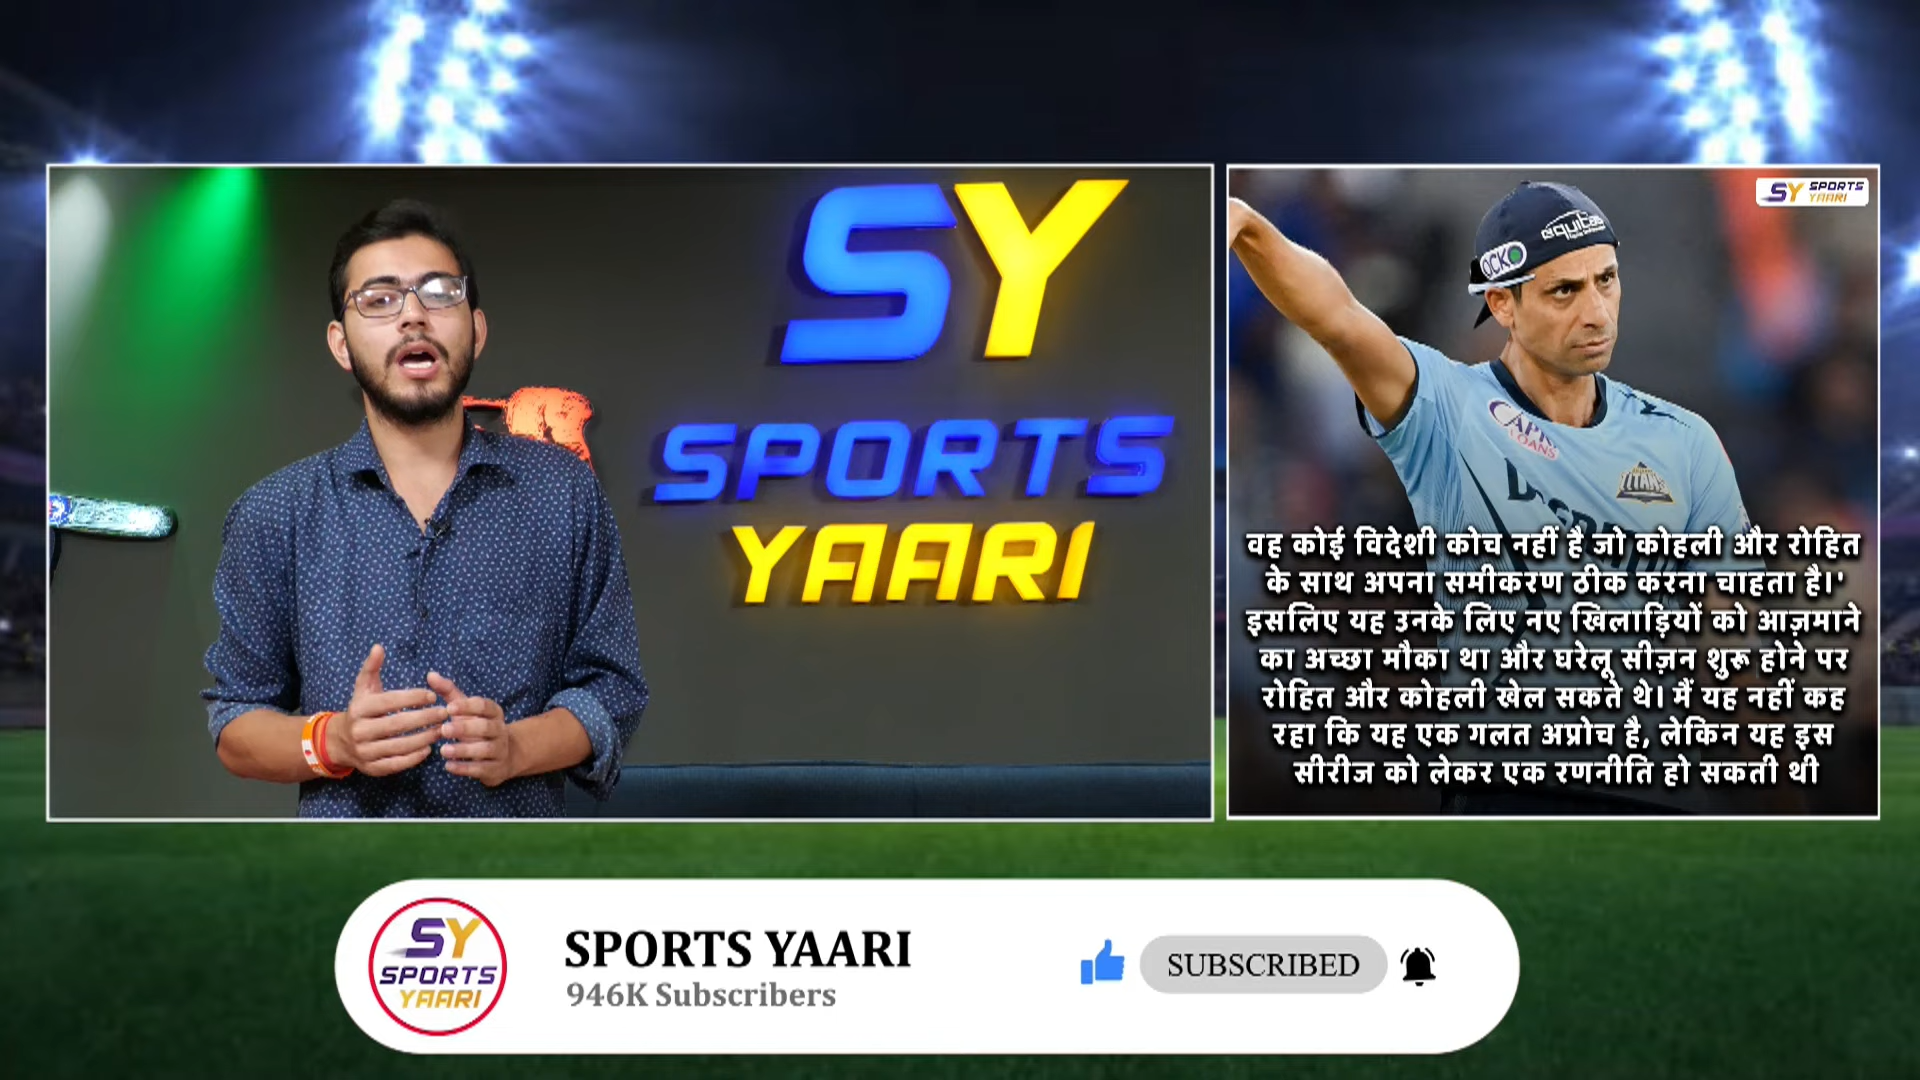 SY
SPORTS
YAARI
SY SPORTS
YAARI
equitas
LOANS
TITANS
वह कोई विदेशी कोच नहीं है जो कोहली और रोहित
के साथ अपना समीकरण ठीक करना चाहता है।'
इसलिए यह उनके लिए नए खिलाड़ियों को आज़माने
का अच्छा मौका था और घरेलू सीज़न शुरू होने पर
रोहित और कोहली खेल सकते थे। मैं यह नहीं कह
रहा कि यह एक गलत अप्रोच है, लेकिन यह इस
सीरीज को लेकर एक रणनीति हो सकती थी
SY
SPORTS
YAARI
SPORTS YAARI
946K Subscribers
SUBSCRIBED